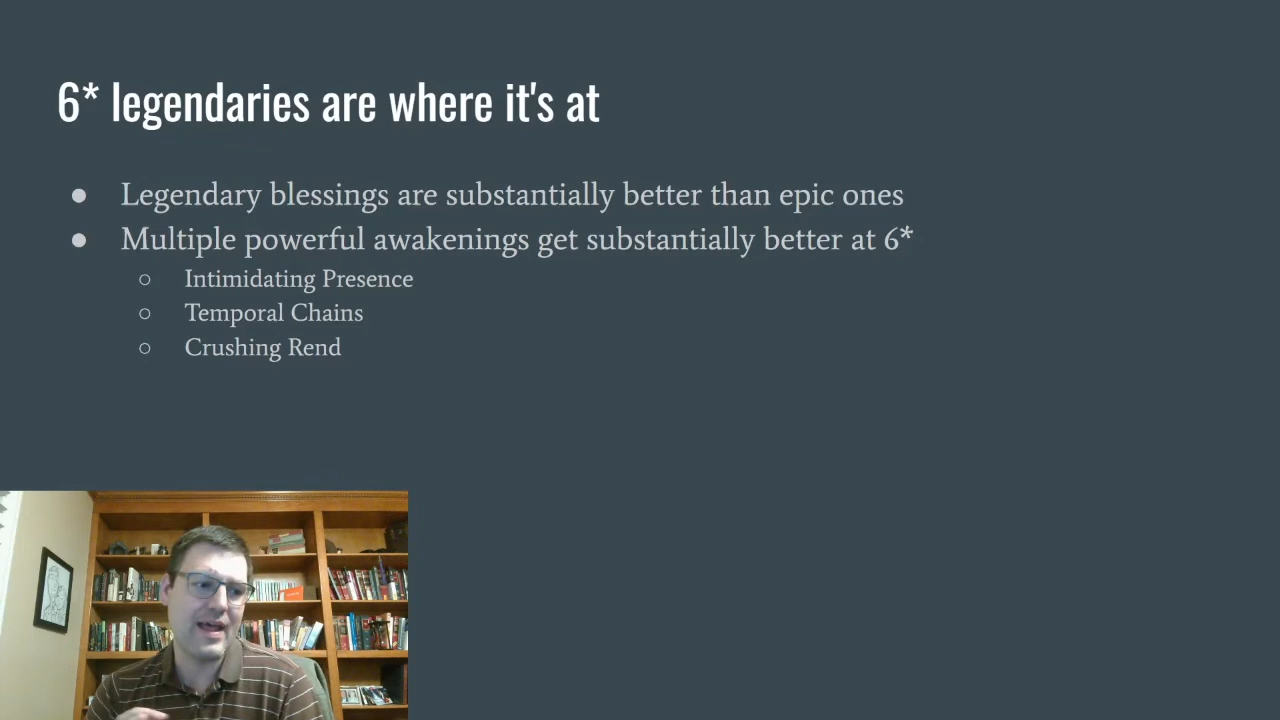 6* legendaries are where it's at
● Legendary blessings are substantially better than epic ones
● Multiple powerful awakenings get substantially better at 6*
○ Intimidating Presence
○ Temporal Chains
○ Crushing Rend